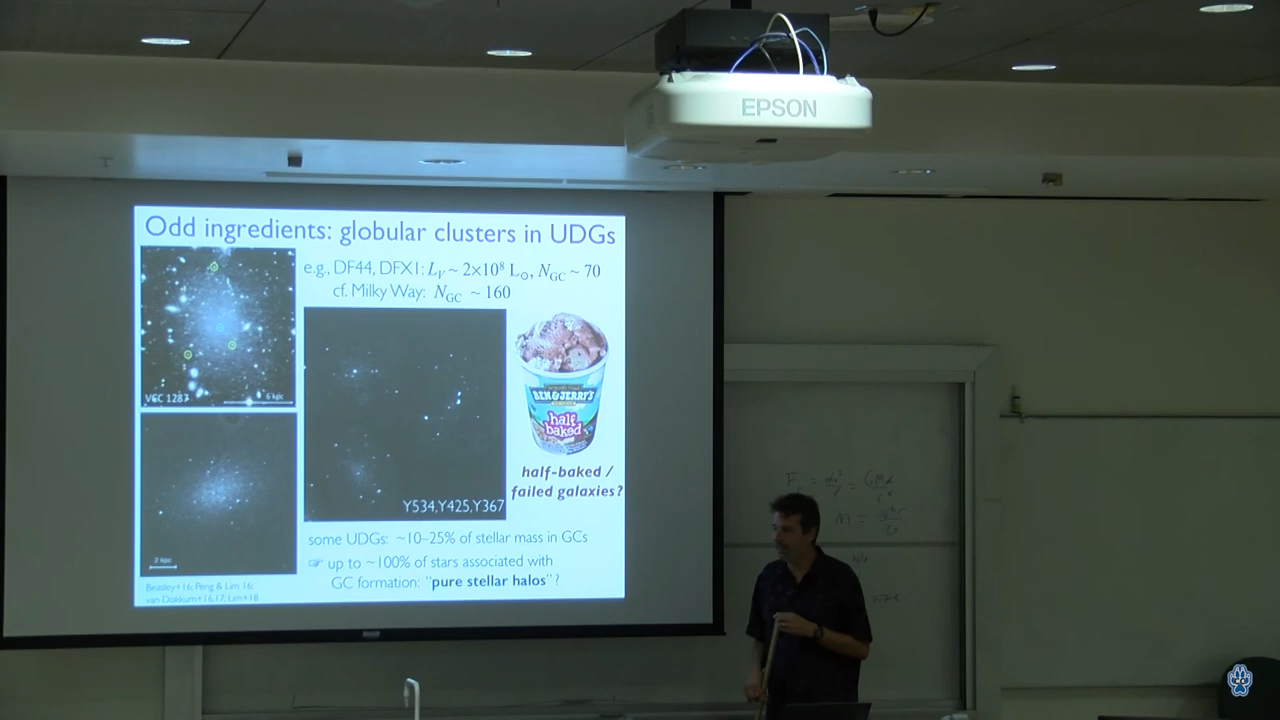 EPSON
Odd ingredients: globular clusters in UDGs
e.g., DF44, DFX1: L_V ~ 2×10⁸ L⊙, N_GC ~ 70
cf. Milky Way: N_GC ~ 160
VCC 1287
6 kpc
BEN & JERRY'S
half baked
half-baked /
failed galaxies?
Y534,Y425,Y367
2 kpc
some UDGs: ~10–25% of stellar mass in GCs
☞ up to ~100% of stars associated with
GC formation: "pure stellar halos"?
Beasley+16; Peng & Lim 16;
van Dokkum+16,17; Lim+18